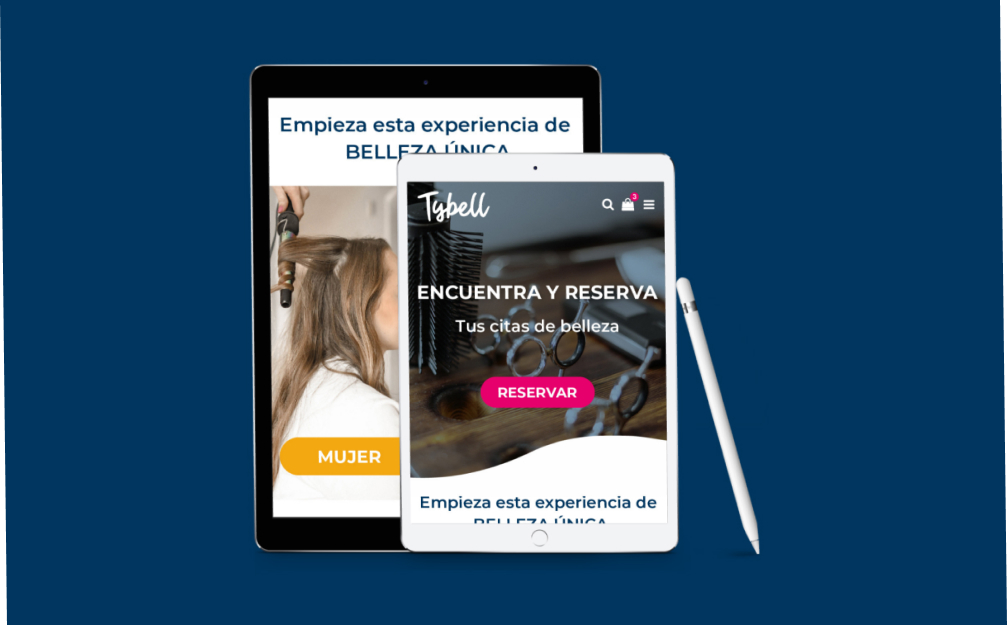 Empieza esta experiencia de
BELLEZA ÚNICA
MUJER
Tybell
3
ENCUENTRA Y RESERVA
Tus citas de belleza
RESERVAR
Empieza esta experiencia de
BELLEZA ÚNICA